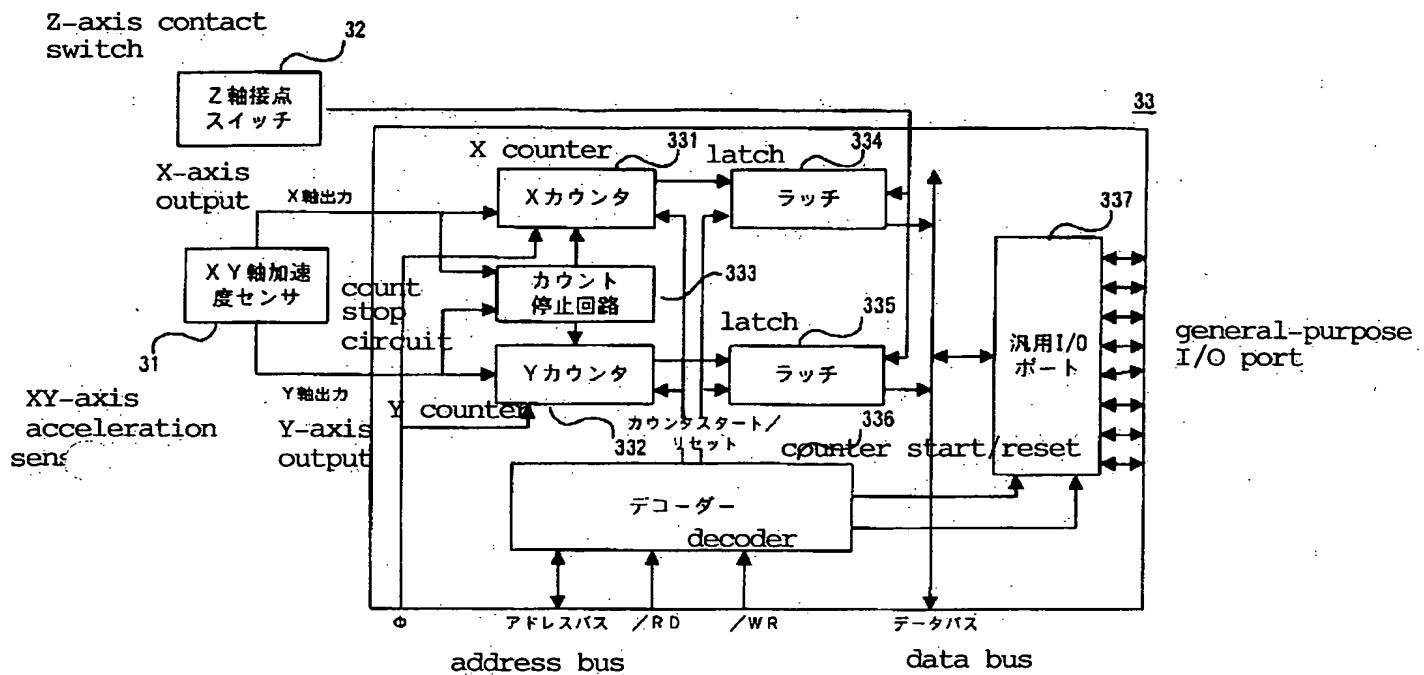 Z-axis contact
switch
32
Z軸接点
スイッチ
33
X counter
331
latch
334
X-axis
output
X軸出力
Xカウンタ
ラッチ
337
XY軸加速
度センサ
count
stop
circuit
カウント
停止回路
333
latch
335
31
汎用I/O
ポート
general-purpose
I/O port
Yカウンタ
ラッチ
XY-axis
acceleration
Y軸出力
Y-axis
output
Y counter
332
カウンタスタート/
リセット
336
counter start/reset
デコーダー
decoder
Φ
アドレスバス
/RD
/WR
データバス
address bus
data bus